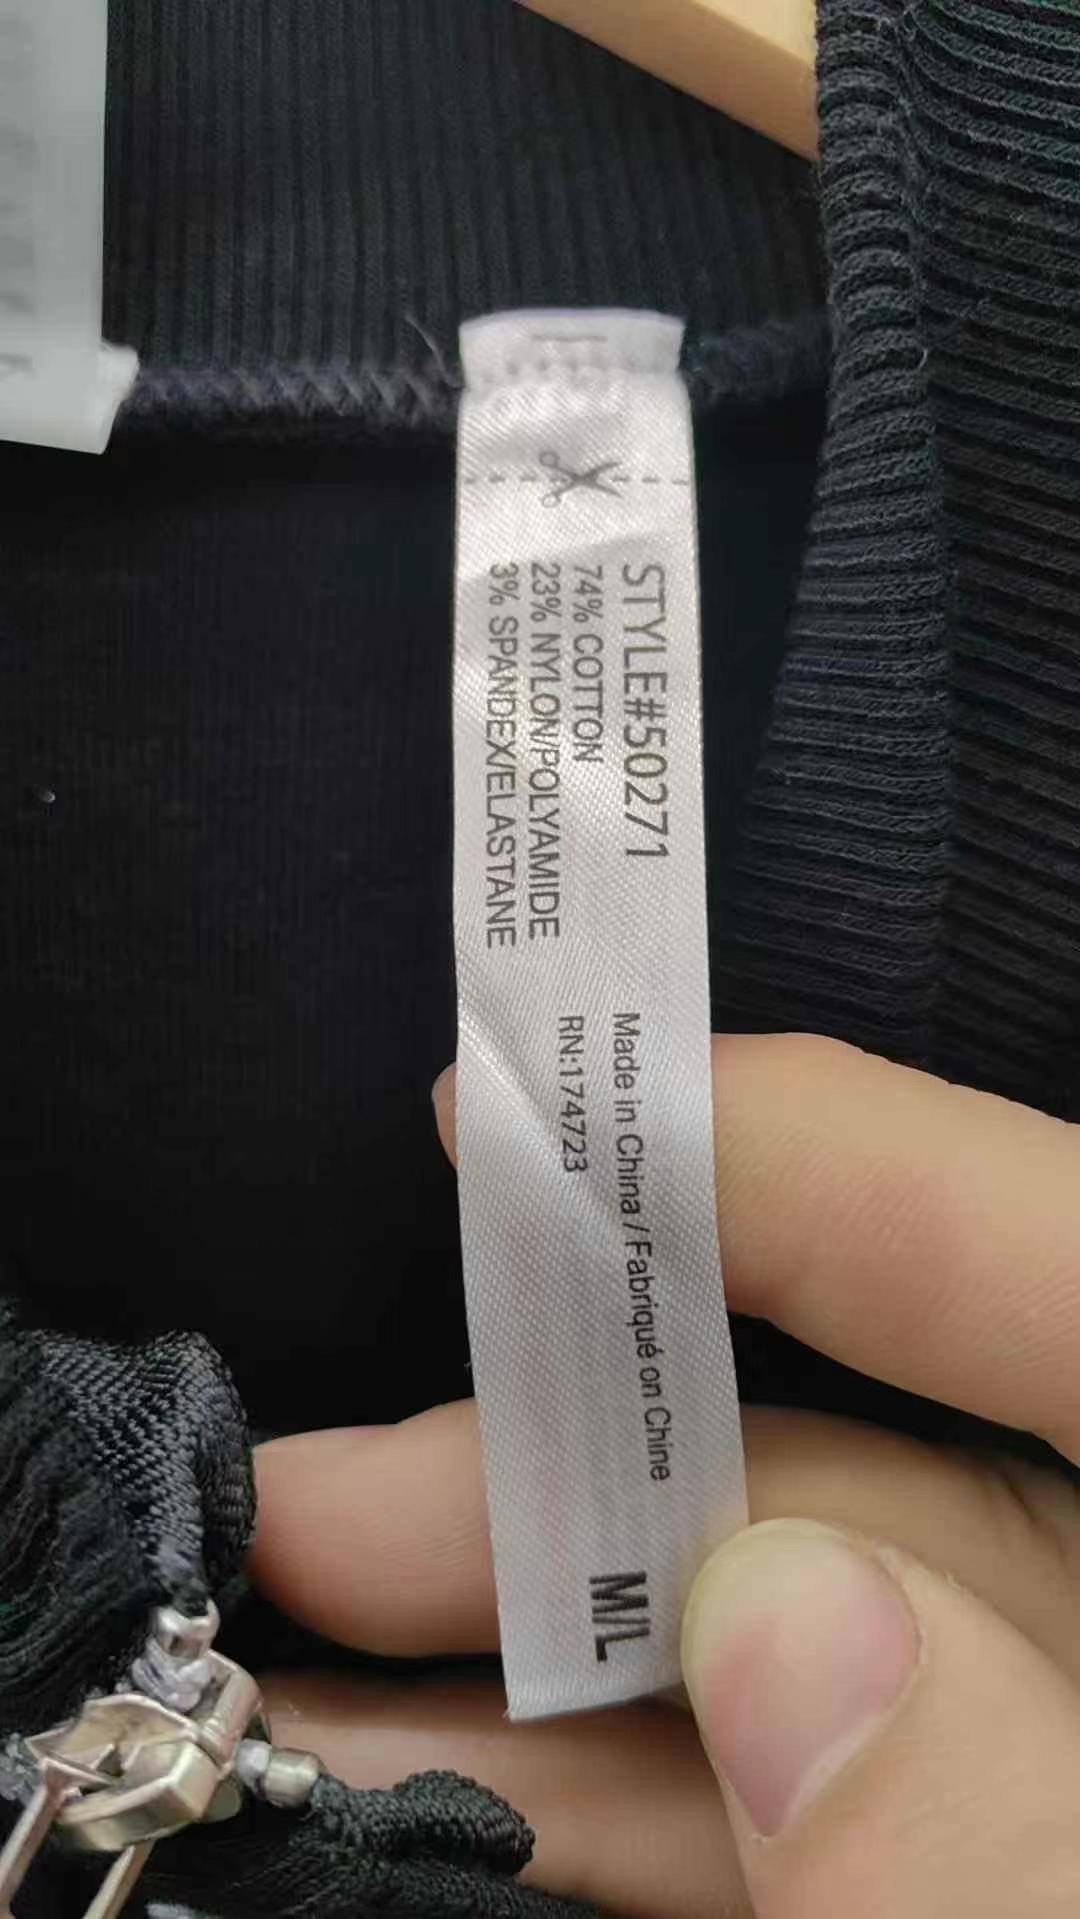 STYLE#50271
74% COTTON
23% NYLON/POLYAMIDE
3% SPANDEX/ELASTANE
Made in China / Fabriqué on Chine
RN:174723
M/L